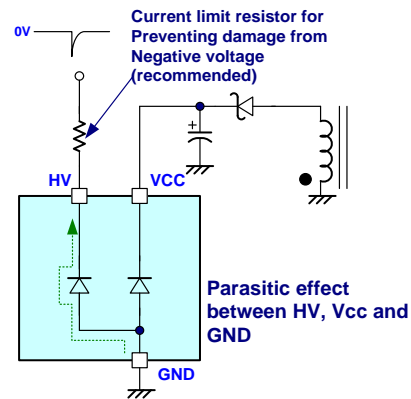 0V
Current limit resistor for
Preventing damage from
Negative voltage
(recommended)
+
HV
VCC
Parasitic effect
between HV, Vcc and
GND
GND